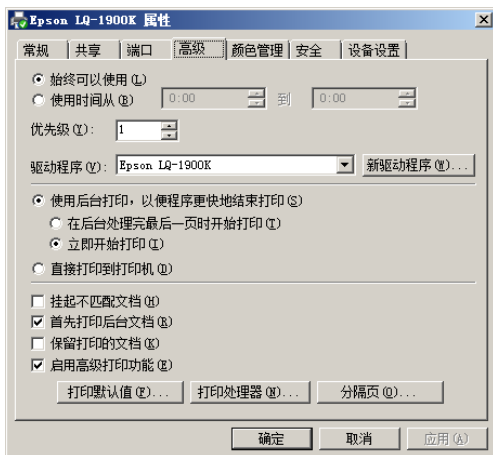 Epson LQ-1900K 属性
常规 共享 端口 高级 颜色管理 安全 设备设置
始终可以使用(L)
使用时间从(B) 0:00 到 0:00
优先级(Y): 1
驱动程序(V): Epson LQ-1900K 新驱动程序(W)...
使用后台打印，以便程序更快地结束打印(S)
在后台处理完最后一页时开始打印(T)
立即开始打印(I)
直接打印到打印机(D)
挂起不匹配文档(H)
首先打印后台文档(R)
保留打印的文档(K)
启用高级打印功能(E)
打印默认值(F)... 打印处理器(N)... 分隔页(O)...
确定 取消 应用(A)